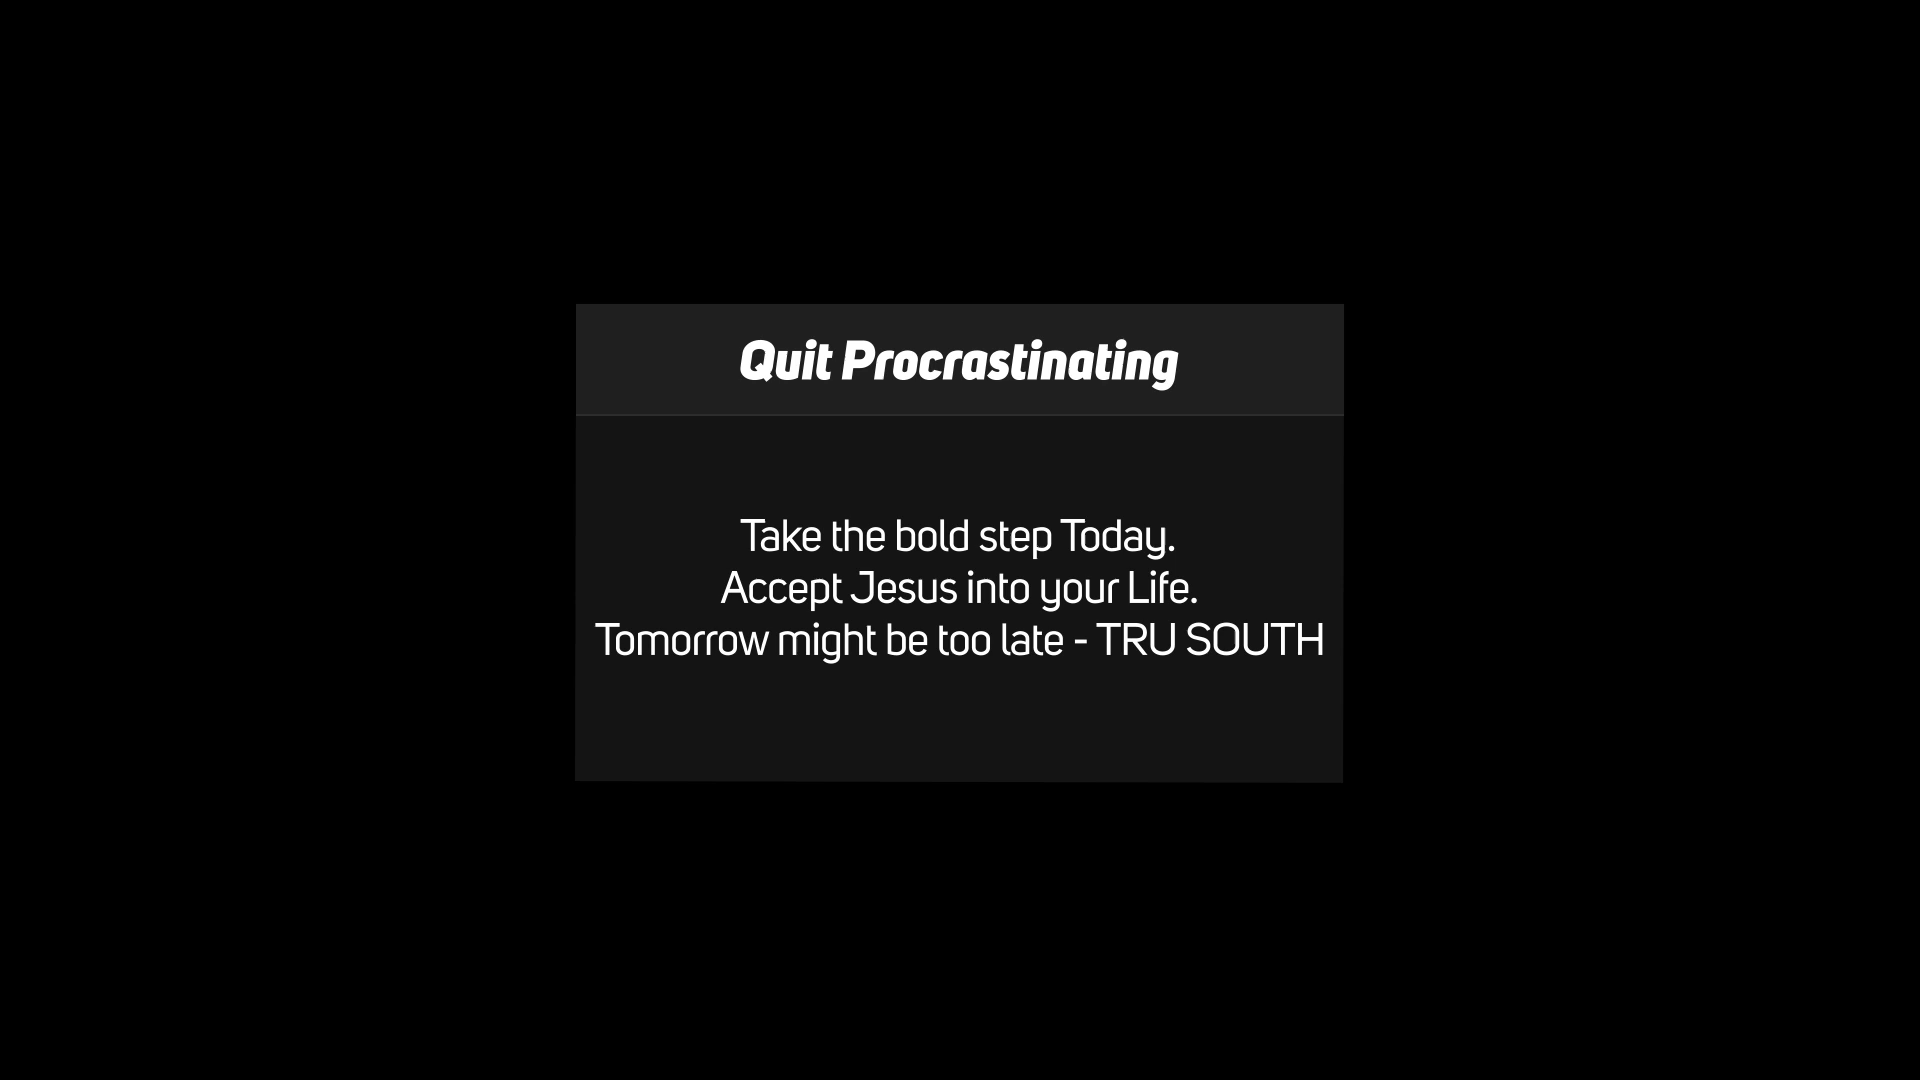 Quit Procrastinating
Take the bold step Today.
Accept Jesus into your Life.
Tomorrow might be too late - TRU SOUTH